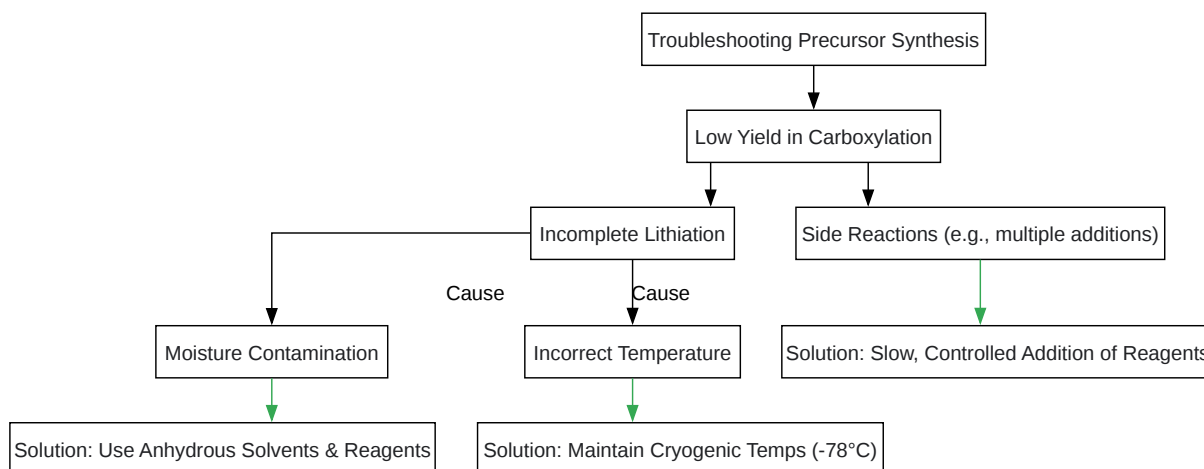 Troubleshooting Precursor Synthesis
Low Yield in Carboxylation
Incomplete Lithiation
Side Reactions (e.g., multiple additions)
Cause
Cause
Moisture Contamination
Incorrect Temperature
Solution: Slow, Controlled Addition of Reagents
Solution: Use Anhydrous Solvents & Reagents
Solution: Maintain Cryogenic Temps (-78°C)